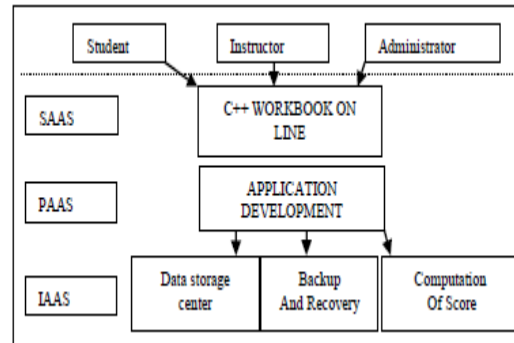 Student
Instructor
Administrator
SAAS
C++ WORKBOOK ON
LINE
PAAS
APPLICATION
DEVELOPMENT
IAAS
Data storage
center
Backup
And Recovery
Computation
Of Score